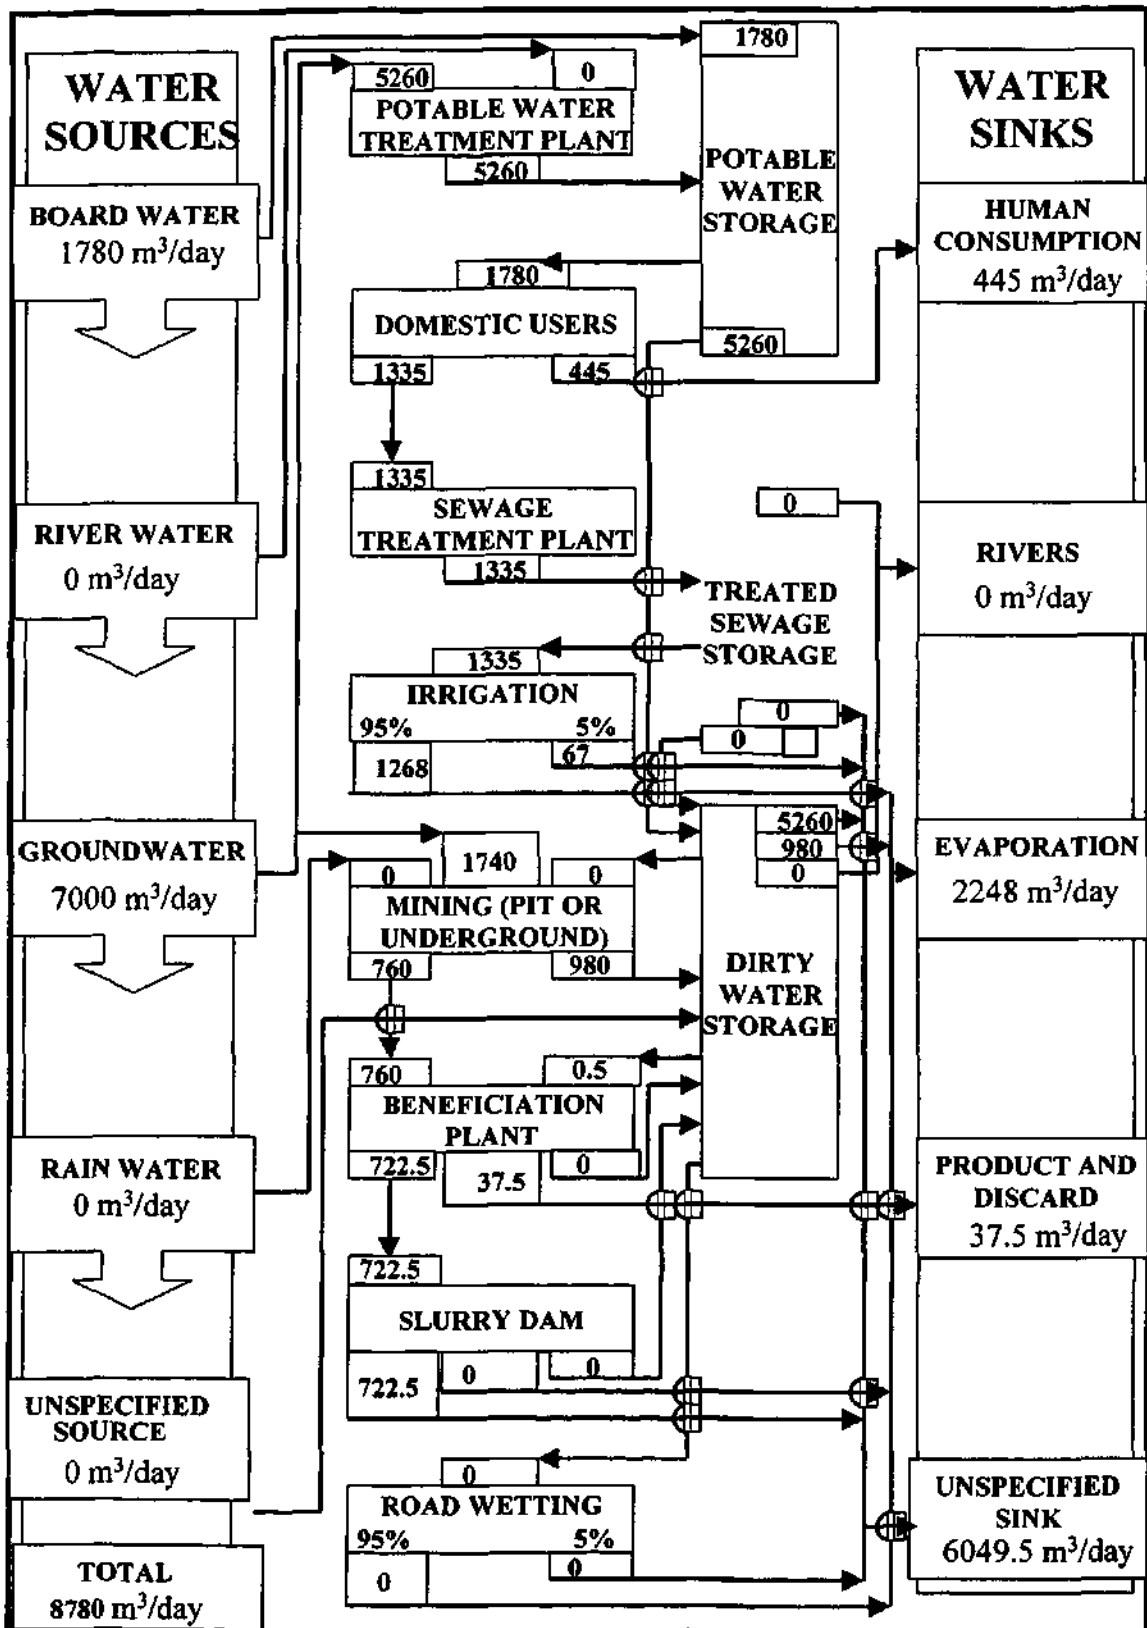 WATER
SOURCES
BOARD WATER
1780 m³/day
RIVER WATER
0 m³/day
GROUNDWATER
7000 m³/day
RAIN WATER
0 m³/day
UNSPECIFIED
SOURCE
0 m³/day
TOTAL
8780 m³/day
5260
0
POTABLE WATER
TREATMENT PLANT
5260
1780
DOMESTIC USERS
1335
445
1335
SEWAGE
TREATMENT PLANT
1335
1335
IRRIGATION
95% 5%
1268
67
1740
0
0
MINING (PIT OR
UNDERGROUND)
760
980
760
0.5
BENEFICIATION
PLANT
722.5
37.5
0
722.5
SLURRY DAM
722.5
0
0
0
ROAD WETTING
95% 5%
0
0
1780
POTABLE
WATER
STORAGE
5260
0
TREATED
SEWAGE
STORAGE
0
0
5260
980
0
DIRTY
WATER
STORAGE
WATER
SINKS
HUMAN
CONSUMPTION
445 m³/day
RIVERS
0 m³/day
EVAPORATION
2248 m³/day
PRODUCT AND
DISCARD
37.5 m³/day
UNSPECIFIED
SINK
6049.5 m³/day